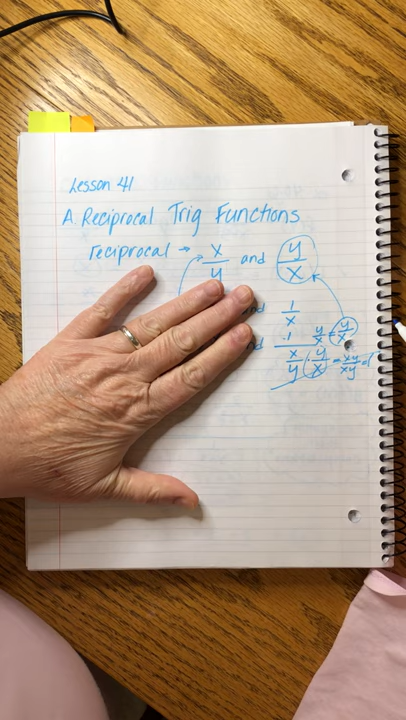 Lesson 41
A. Reciprocal Trig Functions
reciprocal → x/y and y/x
1/x
y/x = y/x
x/y · y/x = xy/xy = 1